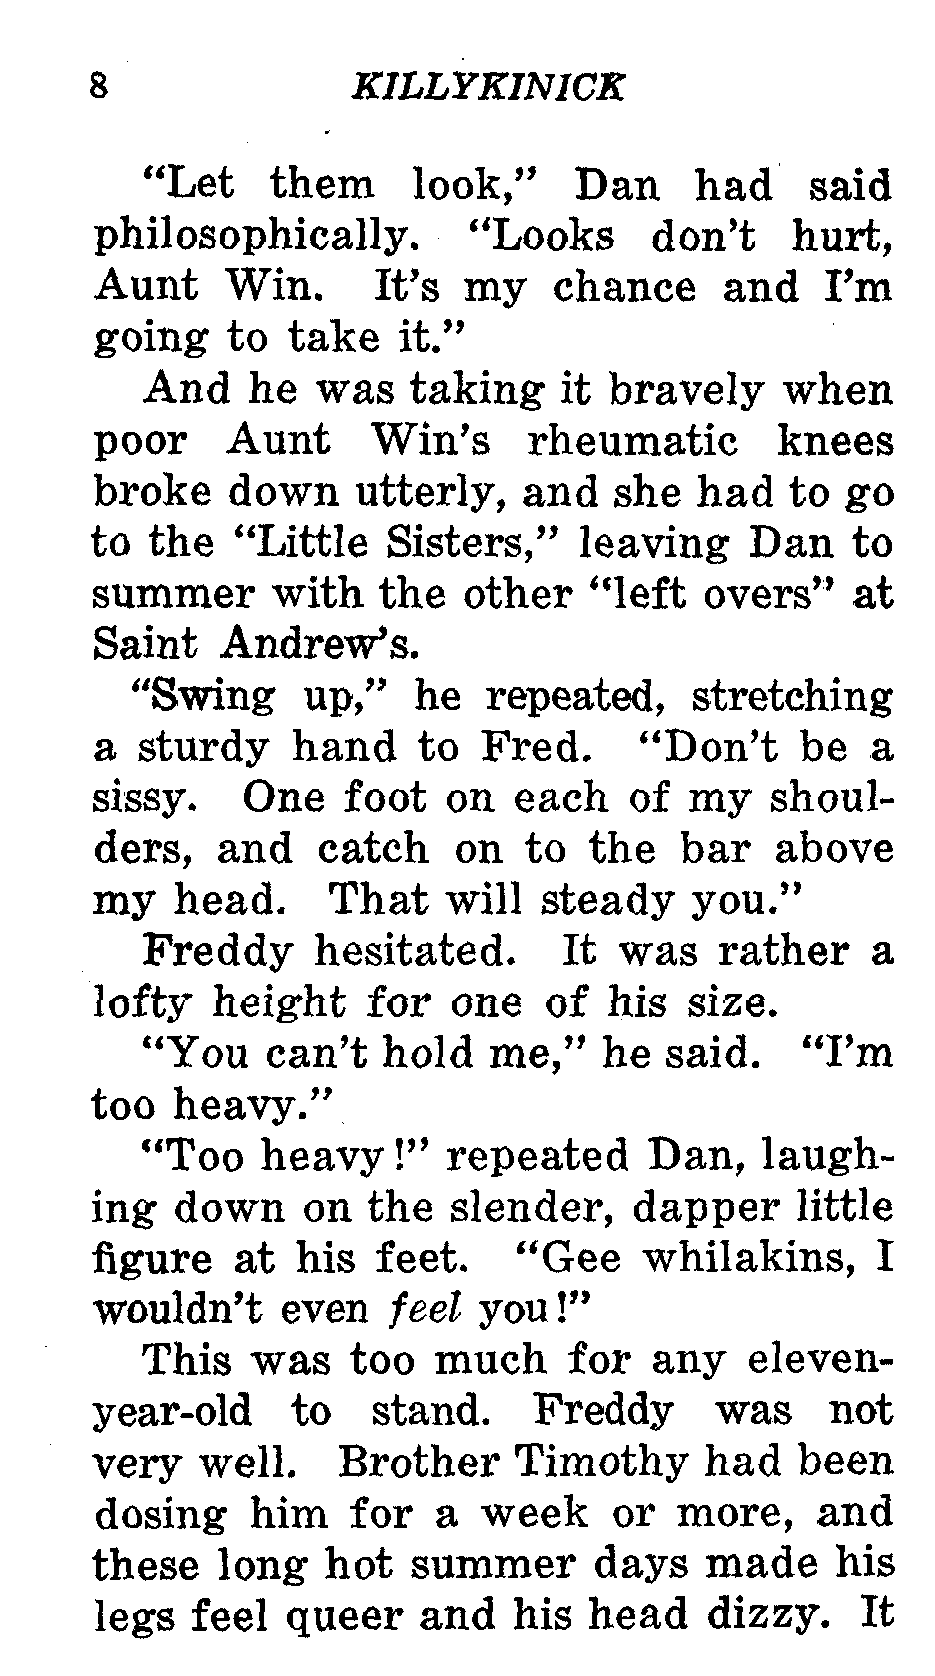 8 KILLYKINICK
“Let them look,” Dan had said
philosophically. “Looks don’t hurt,
Aunt Win. It’s my chance and I’m
going to take it.”
And he was taking it bravely when
poor Aunt Win’s rheumatic knees
broke down utterly, and she had to go
to the “Little Sisters,” leaving Dan to
summer with the other “left overs” at
Saint Andrew’s.
“Swing up,” he repeated, stretching
a sturdy hand to Fred. “Don’t be a
sissy. One foot on each of my shoul-
ders, and catch on to the bar above
my head. That will steady you.”
Freddy hesitated. It was rather a
lofty height for one of his size.
“You can’t hold me,” he said. “I’m
too heavy.”
“Too heavy!” repeated Dan, laugh-
ing down on the slender, dapper little
figure at his feet. “Gee whilakins, I
wouldn’t even feel you!”
This was too much for any eleven-
year-old to stand. Freddy was not
very well. Brother Timothy had been
dosing him for a week or more, and
these long hot summer days made his
legs feel queer and his head dizzy. It